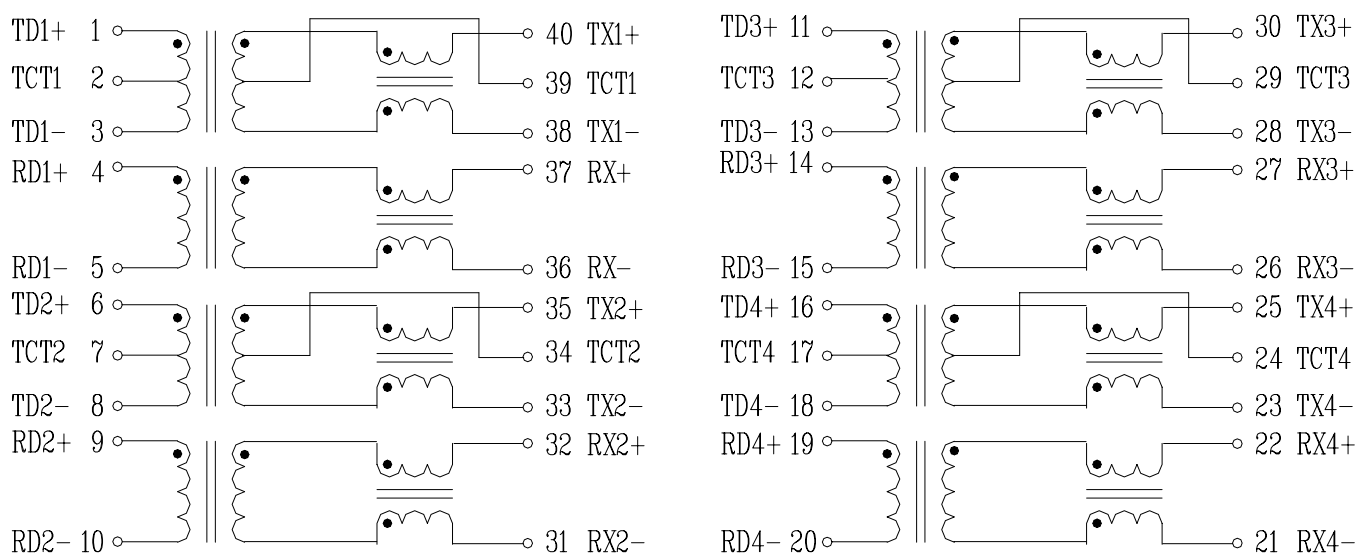 TD1+ 1 40 TX1+ TD3+ 11 30 TX3+
TCT1 2 39 TCT1 TCT3 12 29 TCT3
TD1- 3 38 TX1- TD3- 13 28 TX3-
RD1+ 4 37 RX+ RD3+ 14 27 RX3+
RD1- 5 36 RX- RD3- 15 26 RX3-
TD2+ 6 35 TX2+ TD4+ 16 25 TX4+
TCT2 7 34 TCT2 TCT4 17 24 TCT4
TD2- 8 33 TX2- TD4- 18 23 TX4-
RD2+ 9 32 RX2+ RD4+ 19 22 RX4+
RD2- 10 31 RX2- RD4- 20 21 RX4-